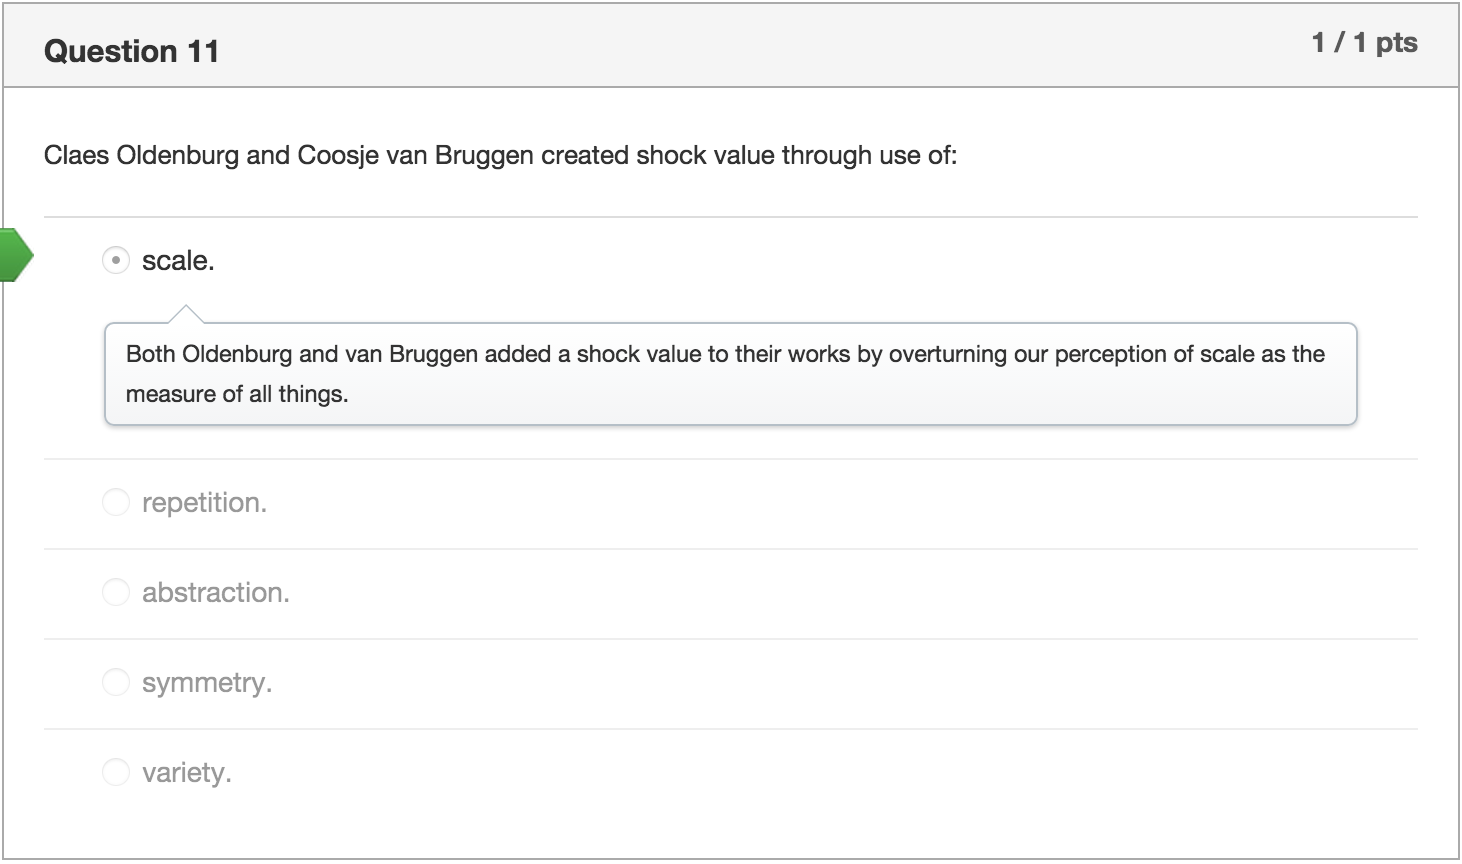 Question 11
1 / 1 pts
Claes Oldenburg and Coosje van Bruggen created shock value through use of:
scale.
Both Oldenburg and van Bruggen added a shock value to their works by overturning our perception of scale as the
measure of all things.
repetition.
abstraction.
symmetry.
variety.